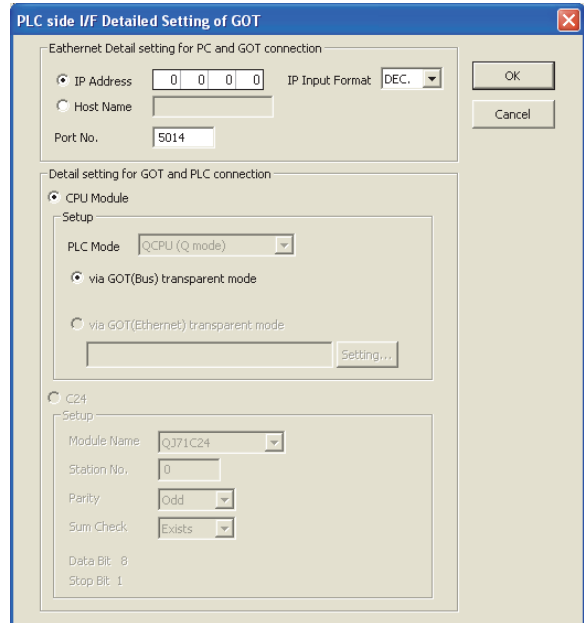 PLC side I/F Detailed Setting of GOT
Eathernet Detail setting for PC and GOT connection
IP Address 0 0 0 0 IP Input Format DEC.
Host Name
Port No. 5014
OK
Cancel
Detail setting for GOT and PLC connection
CPU Module
Setup
PLC Mode QCPU (Q mode)
via GOT(Bus) transparent mode
via GOT(Ethernet) transparent mode
Setting...
C24
Setup
Module Name QJ71C24
Station No. 0
Parity Odd
Sum Check Exists
Data Bit 8
Stop Bit 1